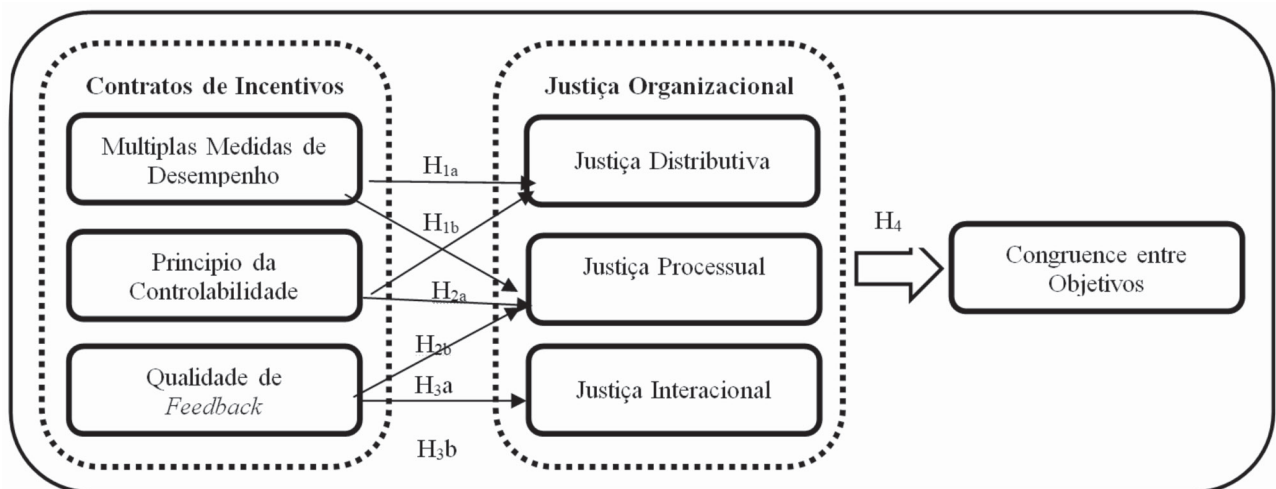 Contratos de Incentivos
Multiplas Medidas de
Desempenho
Principio da
Controlabilidade
Qualidade de
Feedback
H1a
H1b
H2a
H2b
H3a
H3b
Justiça Organizacional
Justiça Distributiva
Justiça Processual
Justiça Interacional
H4
Congruence entre
Objetivos